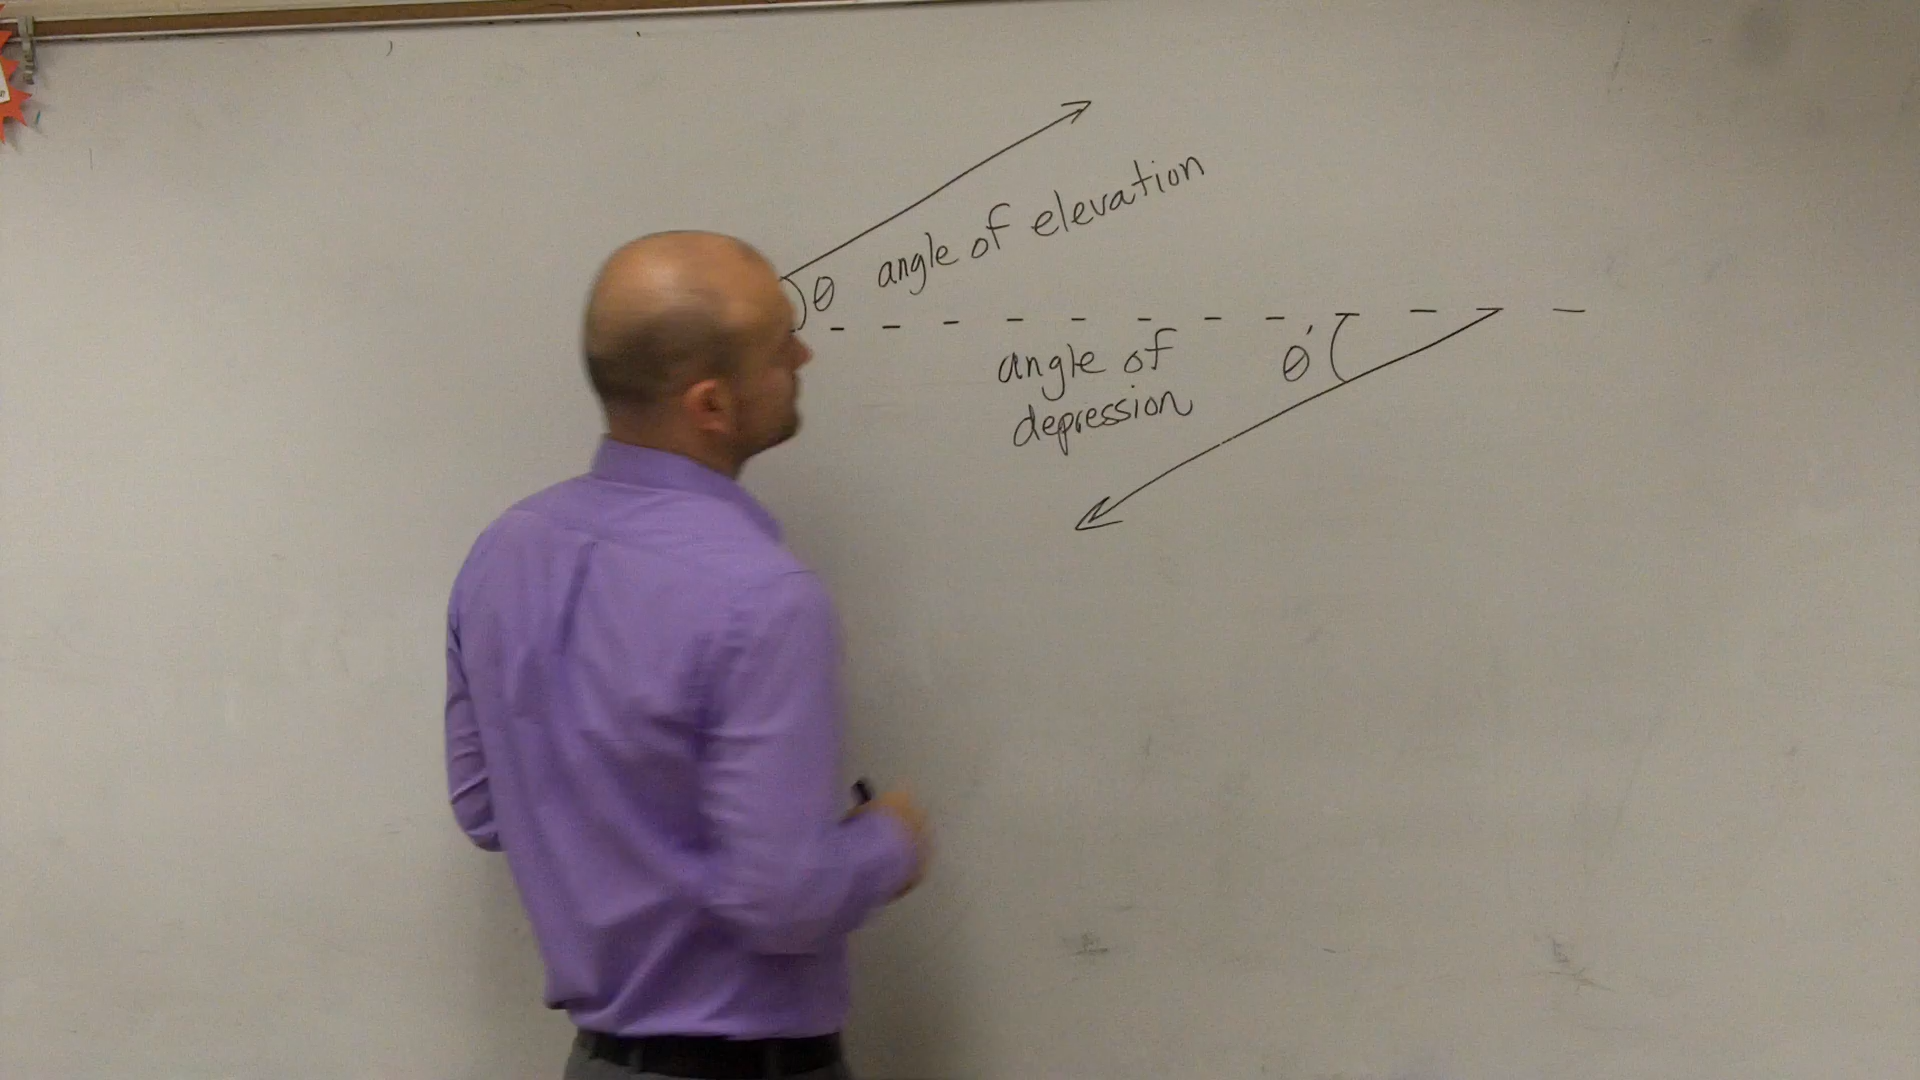 θ angle of elevation
angle of
depression
θ'